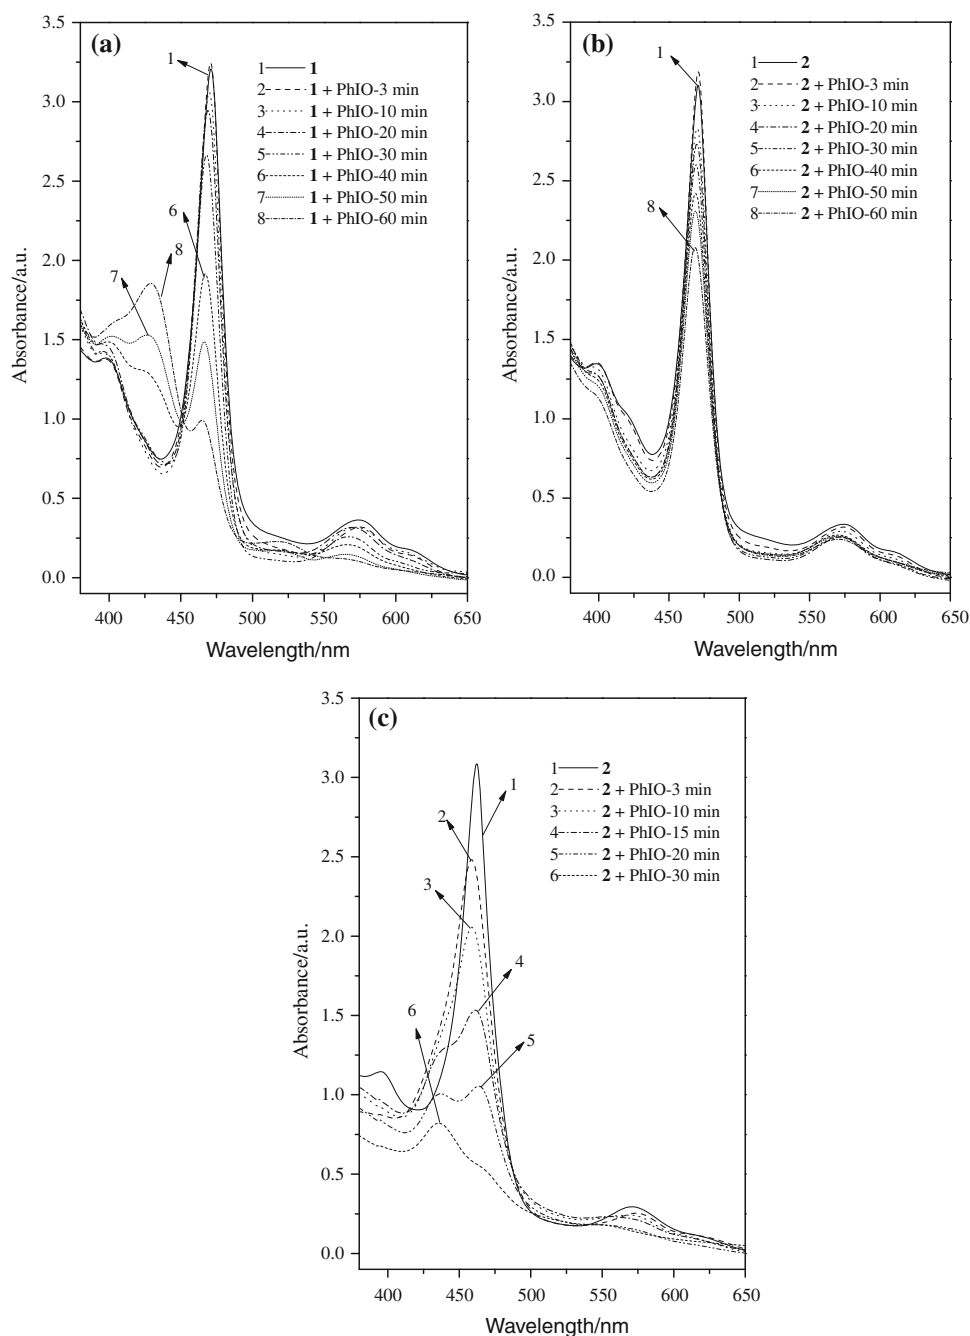 (a)
3.5
3.0
2.5
2.0
1.5
1.0
0.5
0.0
Absorbance/a.u.
400 450 500 550 600 650
Wavelength/nm
1 1
2 1 + PhIO-3 min
3 1 + PhIO-10 min
4 1 + PhIO-20 min
5 1 + PhIO-30 min
6 1 + PhIO-40 min
7 1 + PhIO-50 min
8 1 + PhIO-60 min
1
6
7
8
(b)
3.5
3.0
2.5
2.0
1.5
1.0
0.5
0.0
Absorbance/a.u.
400 450 500 550 600 650
Wavelength/nm
1 2
2 2 + PhIO-3 min
3 2 + PhIO-10 min
4 2 + PhIO-20 min
5 2 + PhIO-30 min
6 2 + PhIO-40 min
7 2 + PhIO-50 min
8 2 + PhIO-60 min
1
8
(c)
3.5
3.0
2.5
2.0
1.5
1.0
0.5
0.0
Absorbance/a.u.
400 450 500 550 600 650
Wavelength/nm
1 2
2 2 + PhIO-3 min
3 2 + PhIO-10 min
4 2 + PhIO-15 min
5 2 + PhIO-20 min
6 2 + PhIO-30 min
1
2
3
4
6
5